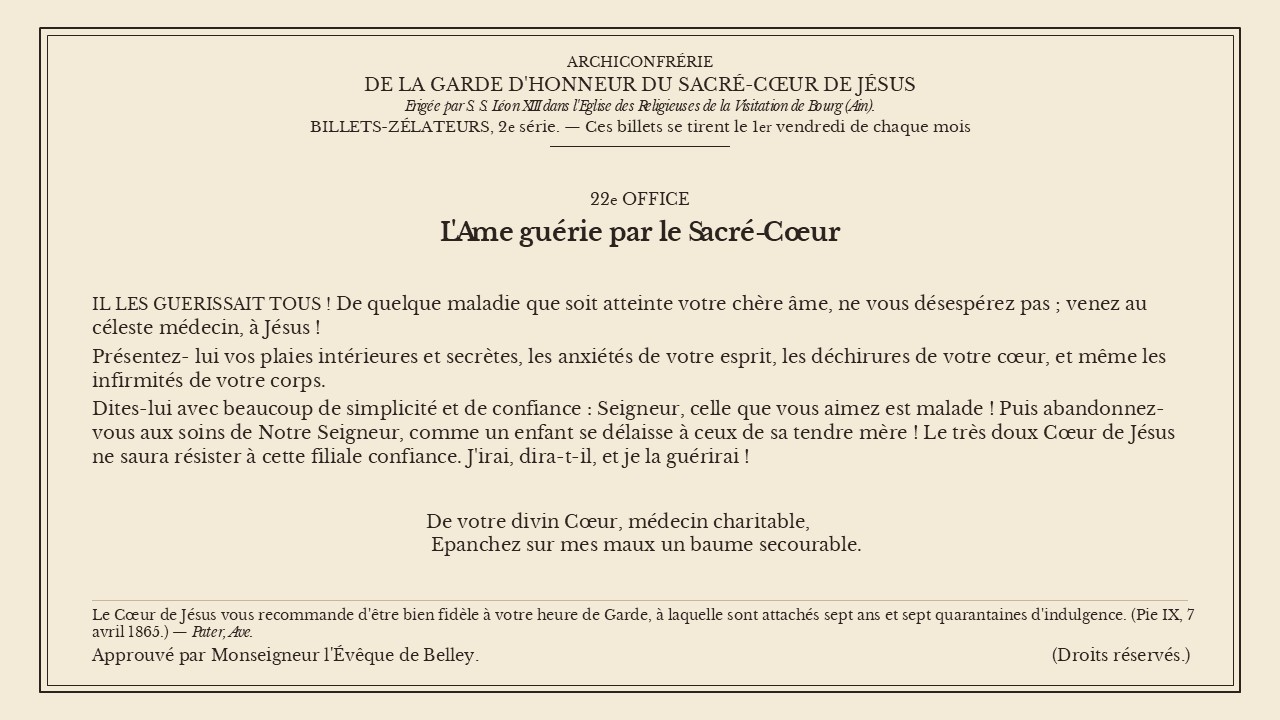 ARCHICONFRÉRIE
DE LA GARDE D'HONNEUR DU SACRÉ-CŒUR DE JÉSUS
Erigée par S. S. Léon XIII dans l'Eglise des Religieuses de la Visitation de Bourg (Ain).
BILLETS-ZÉLATEURS, 2e série. — Ces billets se tirent le 1er vendredi de chaque mois
22e OFFICE
L'Ame guérie par le Sacré-Cœur
IL LES GUERISSAIT TOUS ! De quelque maladie que soit atteinte votre chère âme, ne vous désespérez pas ; venez au
céleste médecin, à Jésus !
Présentez- lui vos plaies intérieures et secrètes, les anxiétés de votre esprit, les déchirures de votre cœur, et même les
infirmités de votre corps.
Dites-lui avec beaucoup de simplicité et de confiance : Seigneur, celle que vous aimez est malade ! Puis abandonnez-
vous aux soins de Notre Seigneur, comme un enfant se délaisse à ceux de sa tendre mère ! Le très doux Cœur de Jésus
ne saura résister à cette filiale confiance. J'irai, dira-t-il, et je la guérirai !
De votre divin Cœur, médecin charitable,
Epanchez sur mes maux un baume secourable.
Le Cœur de Jésus vous recommande d'être bien fidèle à votre heure de Garde, à laquelle sont attachés sept ans et sept quarantaines d'indulgence. (Pie IX, 7
avril 1865.) — Pater, Ave.
Approuvé par Monseigneur l'Évêque de Belley. (Droits réservés.)